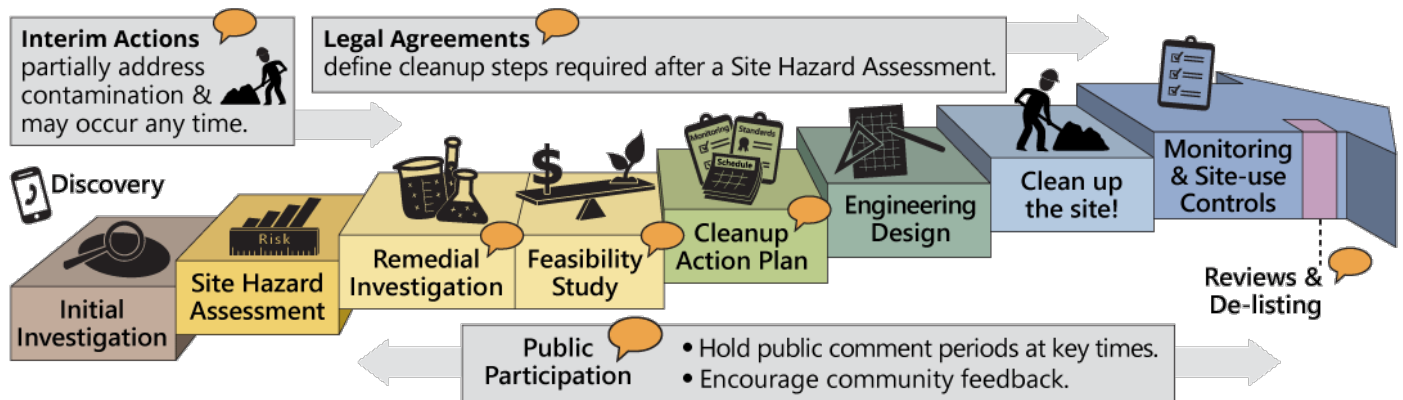 Interim Actions
partially address
contamination &
may occur any time.
Legal Agreements
define cleanup steps required after a Site Hazard Assessment.
Discovery
Initial
Investigation
Risk
Site Hazard
Assessment
Remedial
Investigation
$
Feasibility
Study
Monitoring
Standards
Schedule
Cleanup
Action Plan
Engineering
Design
Clean up
the site!
Monitoring
& Site-use
Controls
Reviews &
De-listing
Public
Participation
• Hold public comment periods at key times.
• Encourage community feedback.